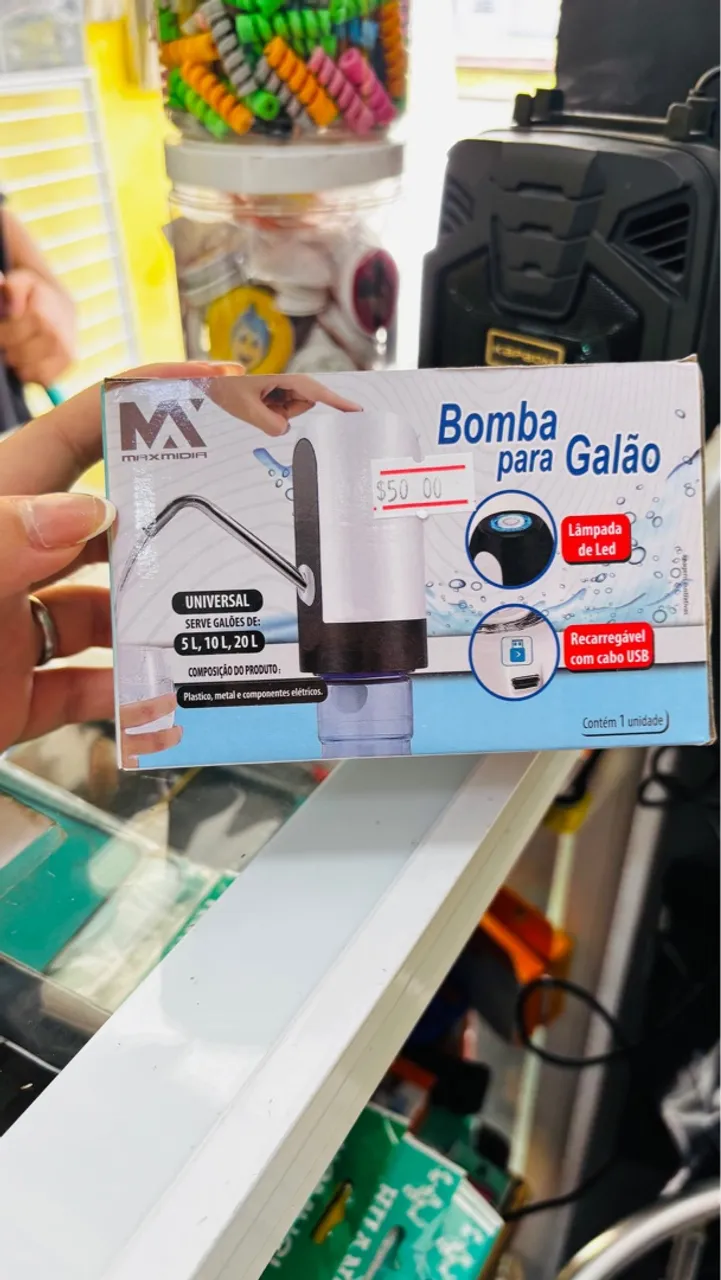 MAXMIDIA
Bomba
para Galão
$50 00
Lâmpada
de Led
UNIVERSAL
SERVE GALÕES DE:
5 L, 10 L, 20 L
COMPOSIÇÃO DO PRODUTO:
Plastico, metal e componentes elétricos.
Recarregável
com cabo USB
Contém 1 unidade